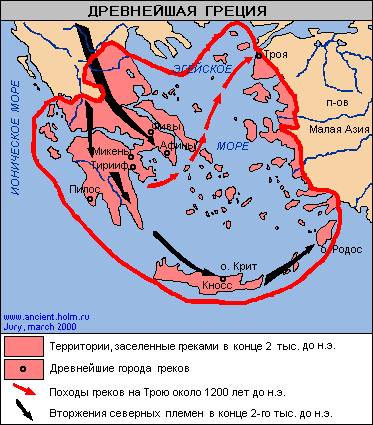 ДРЕВНЕЙШАЯ ГРЕЦИЯ
Троя
ЭГЕЙСКОЕ
п-ов
Малая Азия
ИОНИЧЕСКОЕ МОРЕ
Фивы
МОРЕ
Афины
Микены
Тириηф
Пилос
о. Родос
о. Крит
Кносс
www.ancient.holm.ru
Jury, march 2000
Территории, заселенные греками в конце 2 тыс. до н.э.
Древнейшие города греков
Походы греков на Трою около 1200 лет до н.э.
Вторжения северных племен в конце 2-го тыс. до н.э.